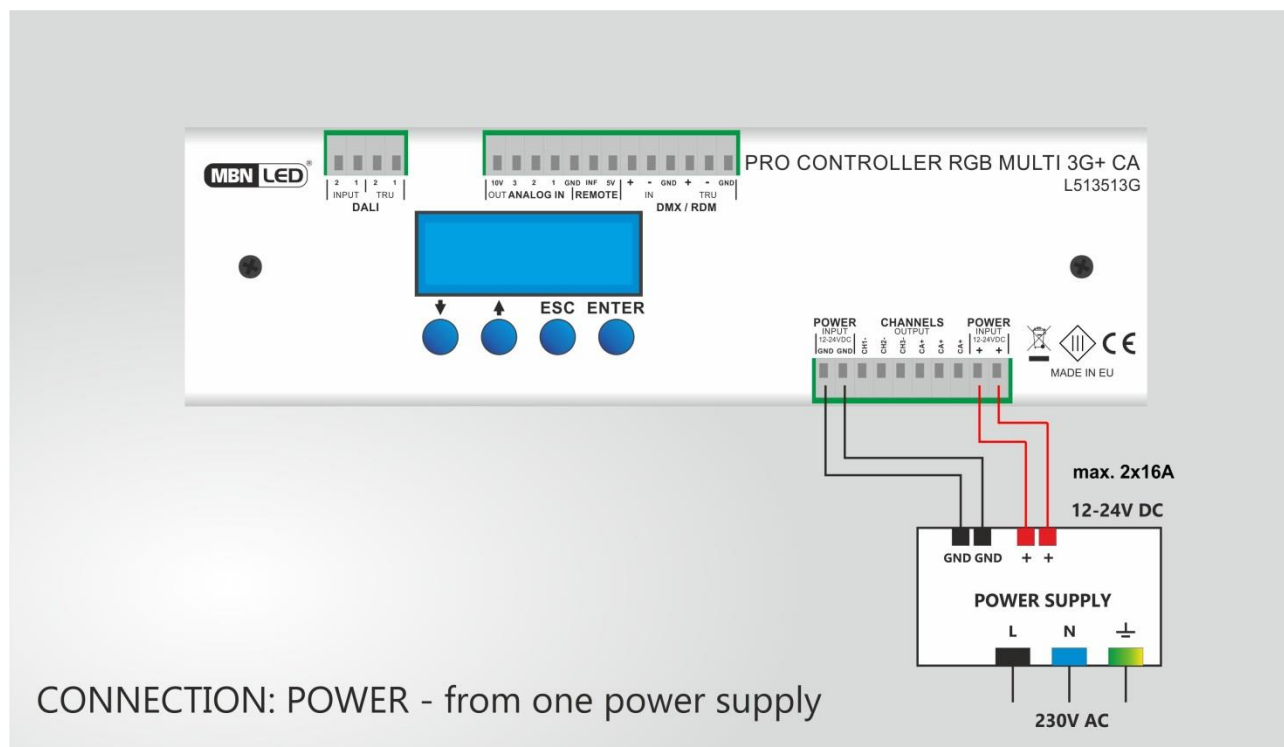 MBN LED®
PRO CONTROLLER RGB MULTI 3G+ CA
L513513G
2 1 2 1
INPUT TRU
DALI
10V 3 2 1 GND INF 5V + - GND + - GND
OUT ANALOG IN REMOTE IN TRU
DMX / RDM
ESC ENTER
POWER CHANNELS POWER
INPUT OUTPUT INPUT
12-24VDC 12-24VDC
GND GND CH1- CH2- CH3- CA+ CA+ CA+ + +
CE
MADE IN EU
max. 2x16A
12-24V DC
GND GND + +
POWER SUPPLY
L N
230V AC
CONNECTION: POWER - from one power supply